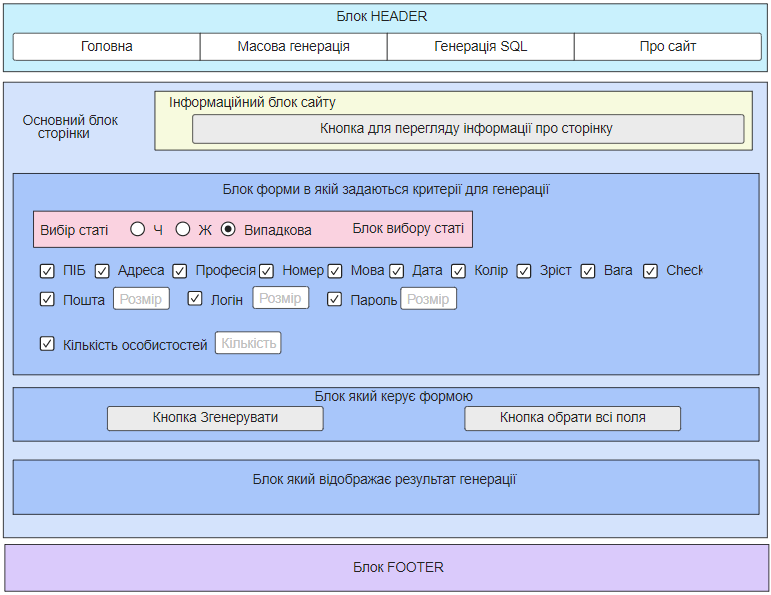 Блок HEADER
Головна Масова генерація Генерація SQL Про сайт
Основний блок
сторінки
Інформаційний блок сайту
Кнопка для перегляду інформації про сторінку
Блок форми в якій задаються критерії для генерації
Вибір статі Ч Ж Випадкова Блок вибору статі
ПІБ Адреса Професія Номер Мова Дата Колір Зріст Вага Check
Пошта Розмір Логін Розмір Пароль Розмір
Кількість особистостей Кількість
Блок який керує формою
Кнопка Згенерувати Кнопка обрати всі поля
Блок який відображає результат генерації
Блок FOOTER